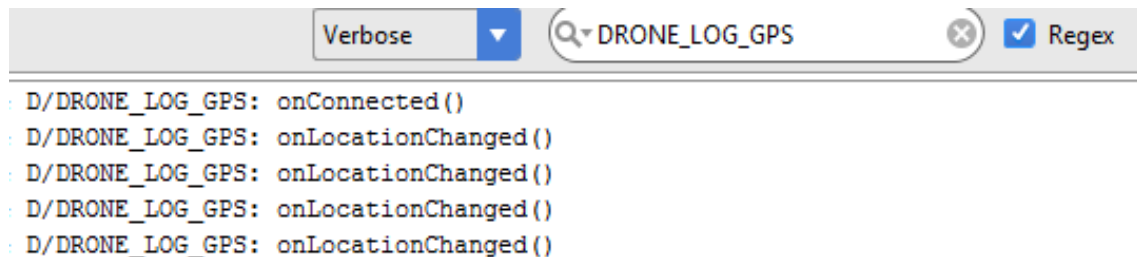 Verbose DRONE_LOG_GPS Regex
: D/DRONE_LOG_GPS: onConnected()
: D/DRONE_LOG_GPS: onLocationChanged()
: D/DRONE_LOG_GPS: onLocationChanged()
: D/DRONE_LOG_GPS: onLocationChanged()
: D/DRONE_LOG_GPS: onLocationChanged()